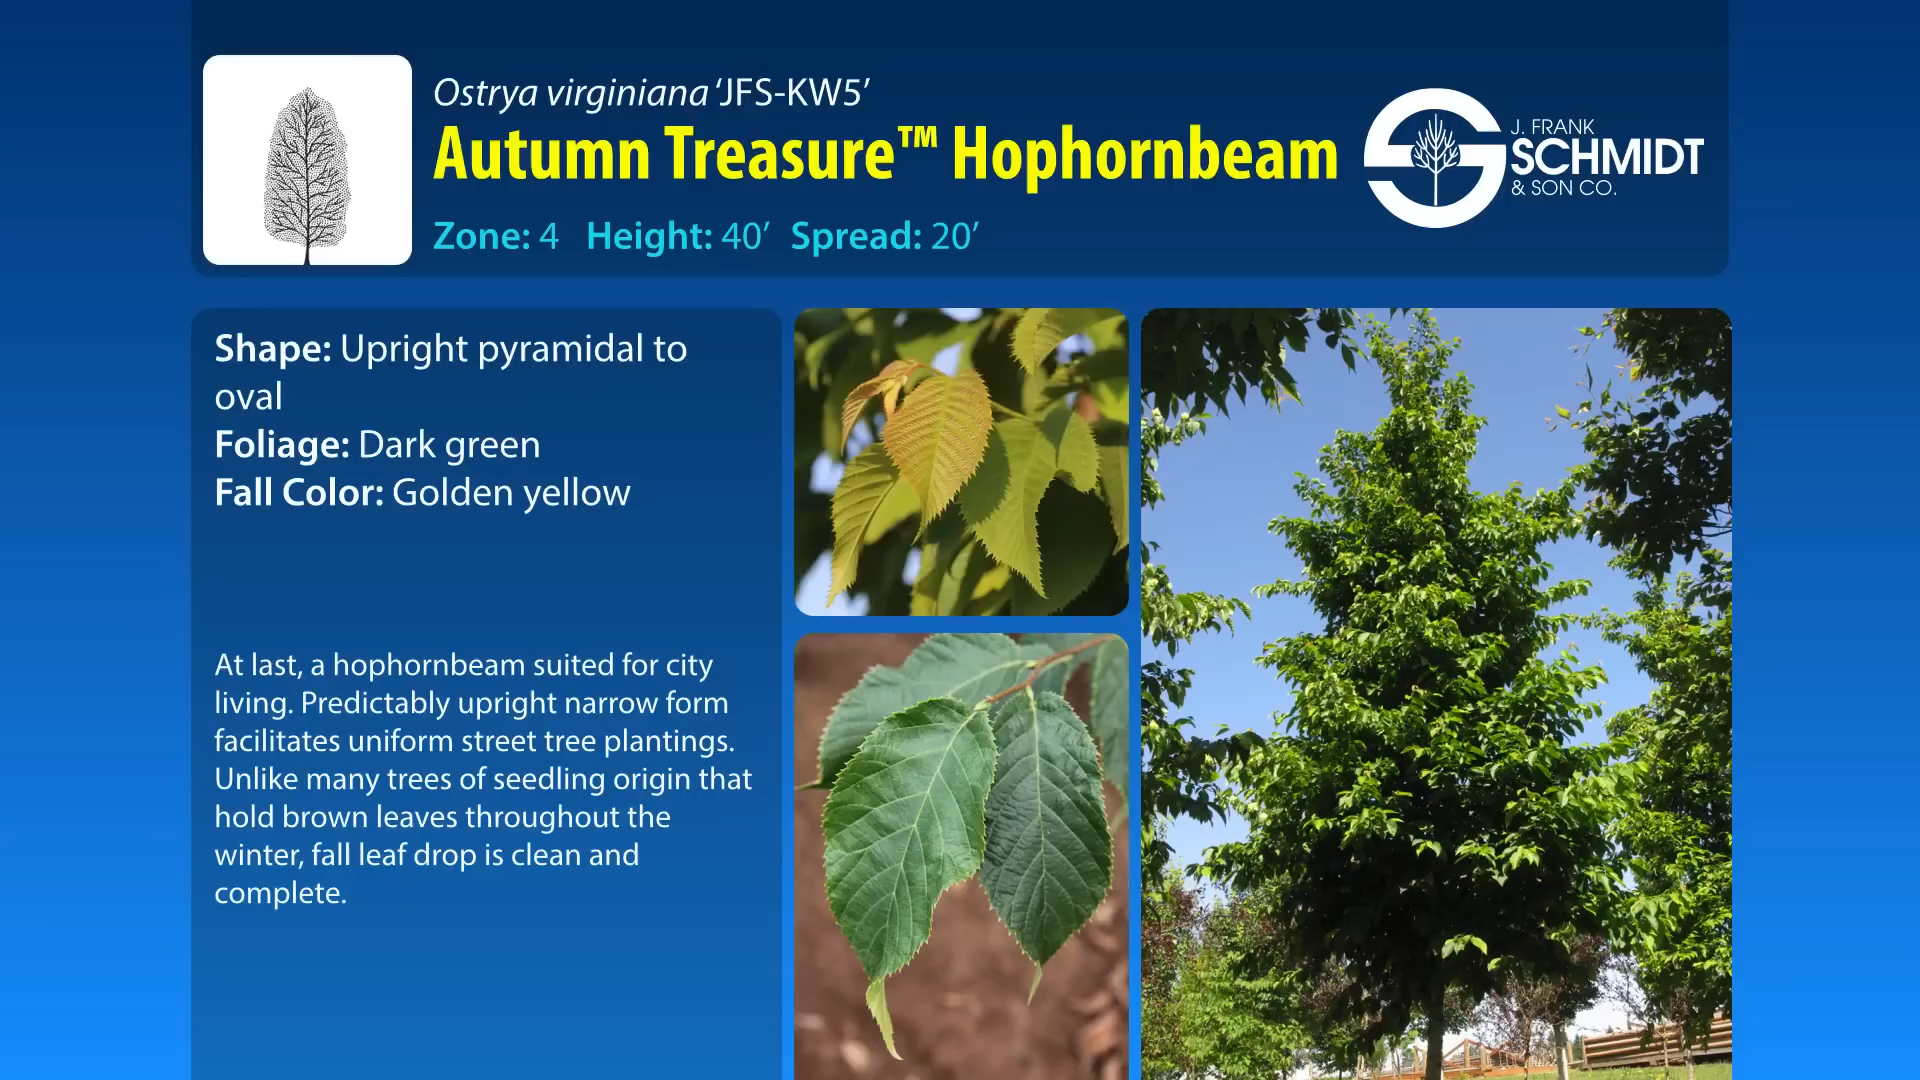 Ostrya virginiana ‘JFS-KW5’
Autumn Treasure™ Hophornbeam
Zone: 4 Height: 40’ Spread: 20’
J. FRANK
SCHMIDT
& SON CO.
Shape: Upright pyramidal to
oval
Foliage: Dark green
Fall Color: Golden yellow
At last, a hophornbeam suited for city
living. Predictably upright narrow form
facilitates uniform street tree plantings.
Unlike many trees of seedling origin that
hold brown leaves throughout the
winter, fall leaf drop is clean and
complete.